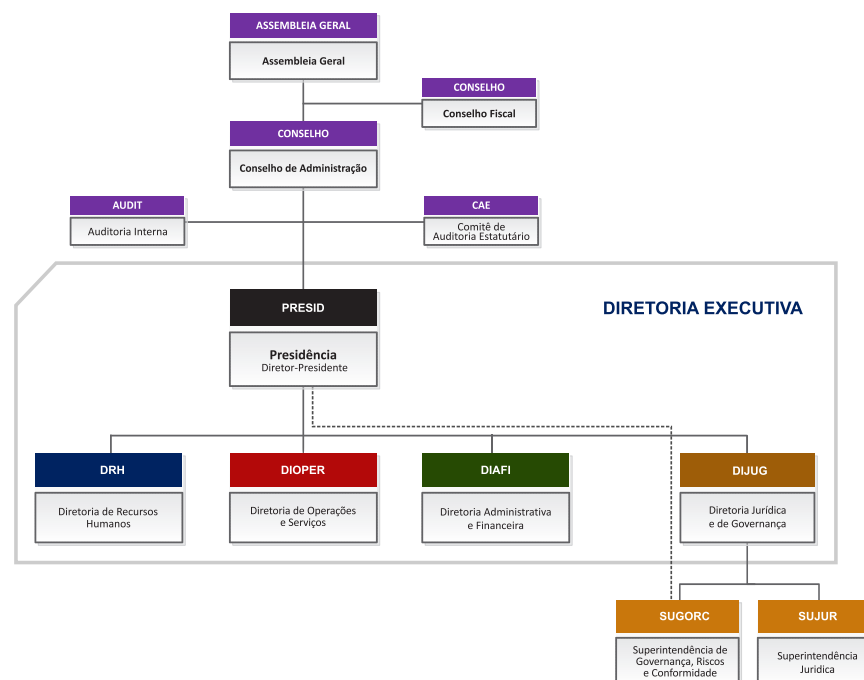 ASSEMBLEIA GERAL
Assembleia Geral
CONSELHO
Conselho Fiscal
CONSELHO
Conselho de Administração
AUDIT
Auditoria Interna
CAE
Comitê de
Auditoria Estatutário
DIRETORIA EXECUTIVA
PRESID
Presidência
Diretor-Presidente
DRH
Diretoria de Recursos
Humanos
DIOPER
Diretoria de Operações
e Serviços
DIAFI
Diretoria Administrativa
e Financeira
DIJUG
Diretoria Jurídica
e de Governança
SUGORC
Superintendência de
Governança, Riscos
e Conformidade
SUJUR
Superintendência
Juridica